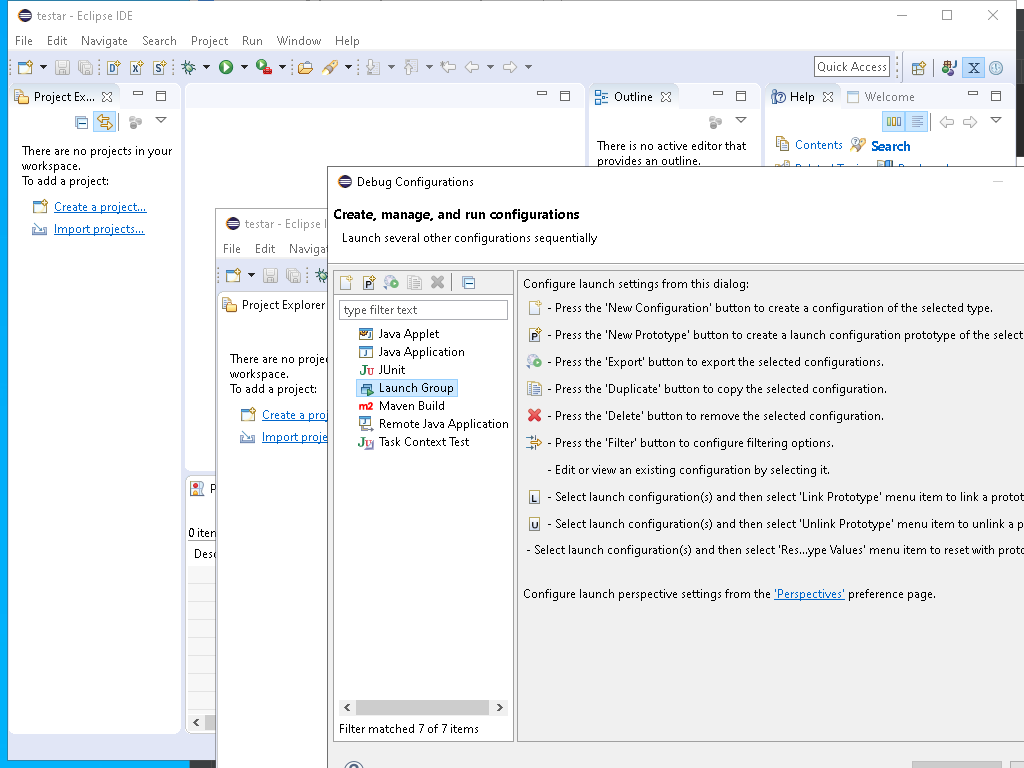 testar - Eclipse IDE
File Edit Navigate Search Project Run Window Help
Quick Access
Project Ex...
Outline
Help
Welcome
There are no projects in your
workspace.
To add a project:
Create a project...
Import projects...
There is no active editor that
provides an outline.
Contents
Search
testar - Eclipse
File Edit
Project Explorer
There are no
workspace.
To add a project:
Create a
Import
0
Debug Configurations
Create, manage, and run configurations
Launch several other configurations sequentially
type filter text
Java Applet
Java Application
JUnit
Launch Group
Maven Build
Remote Java Application
Task Context Test
Filter matched 7 of 7 items
Configure launch settings from this dialog:
- Press the 'New Configuration' button to create a configuration of the selected type.
- Press the 'New Prototype' button to create a launch configuration prototype of the select
- Press the 'Export' button to export the selected configurations.
- Press the 'Duplicate' button to copy the selected configuration.
- Press the 'Delete' button to remove the selected configuration.
- Press the 'Filter' button to configure filtering options.
- Edit or view an existing configuration by selecting it.
- Select launch configuration(s) and then select 'Link Prototype' menu item to link a protot
- Select launch configuration(s) and then select 'Unlink Prototype' menu item to unlink a p
- Select launch configuration(s) and then select 'Res...ype Values' menu item to reset with proto
Configure launch perspective settings from the 'Perspectives' preference page.